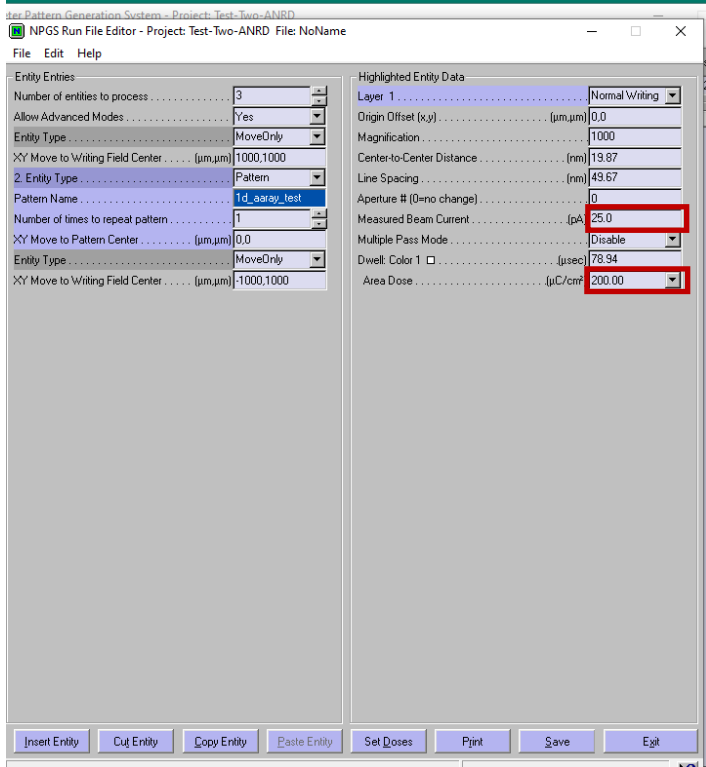 ter Pattern Generation System - Project: Test-Two-ANRD
NPGS Run File Editor - Project: Test-Two-ANRD File: NoName
File Edit Help
Entity Entries
Number of entities to process 3
Allow Advanced Modes Yes
Entity Type MoveOnly
XY Move to Writing Field Center (µm,µm) 1000,1000
2. Entity Type Pattern
Pattern Name 1d_aaray_test
Number of times to repeat pattern 1
XY Move to Pattern Center (µm,µm) 0,0
Entity Type MoveOnly
XY Move to Writing Field Center (µm,µm) -1000,1000
Highlighted Entity Data
Layer 1 Normal Writing
Origin Offset (x,y) (µm,µm) 0,0
Magnification 1000
Center-to-Center Distance (nm) 19.87
Line Spacing (nm) 49.67
Aperture # (0=no change) 0
Measured Beam Current (pA) 25.0
Multiple Pass Mode Disable
Dwell: Color 1 (µsec) 78.94
Area Dose (µC/cm² 200.00
Insert Entity Cut Entity Copy Entity Paste Entity Set Doses Print Save Exit